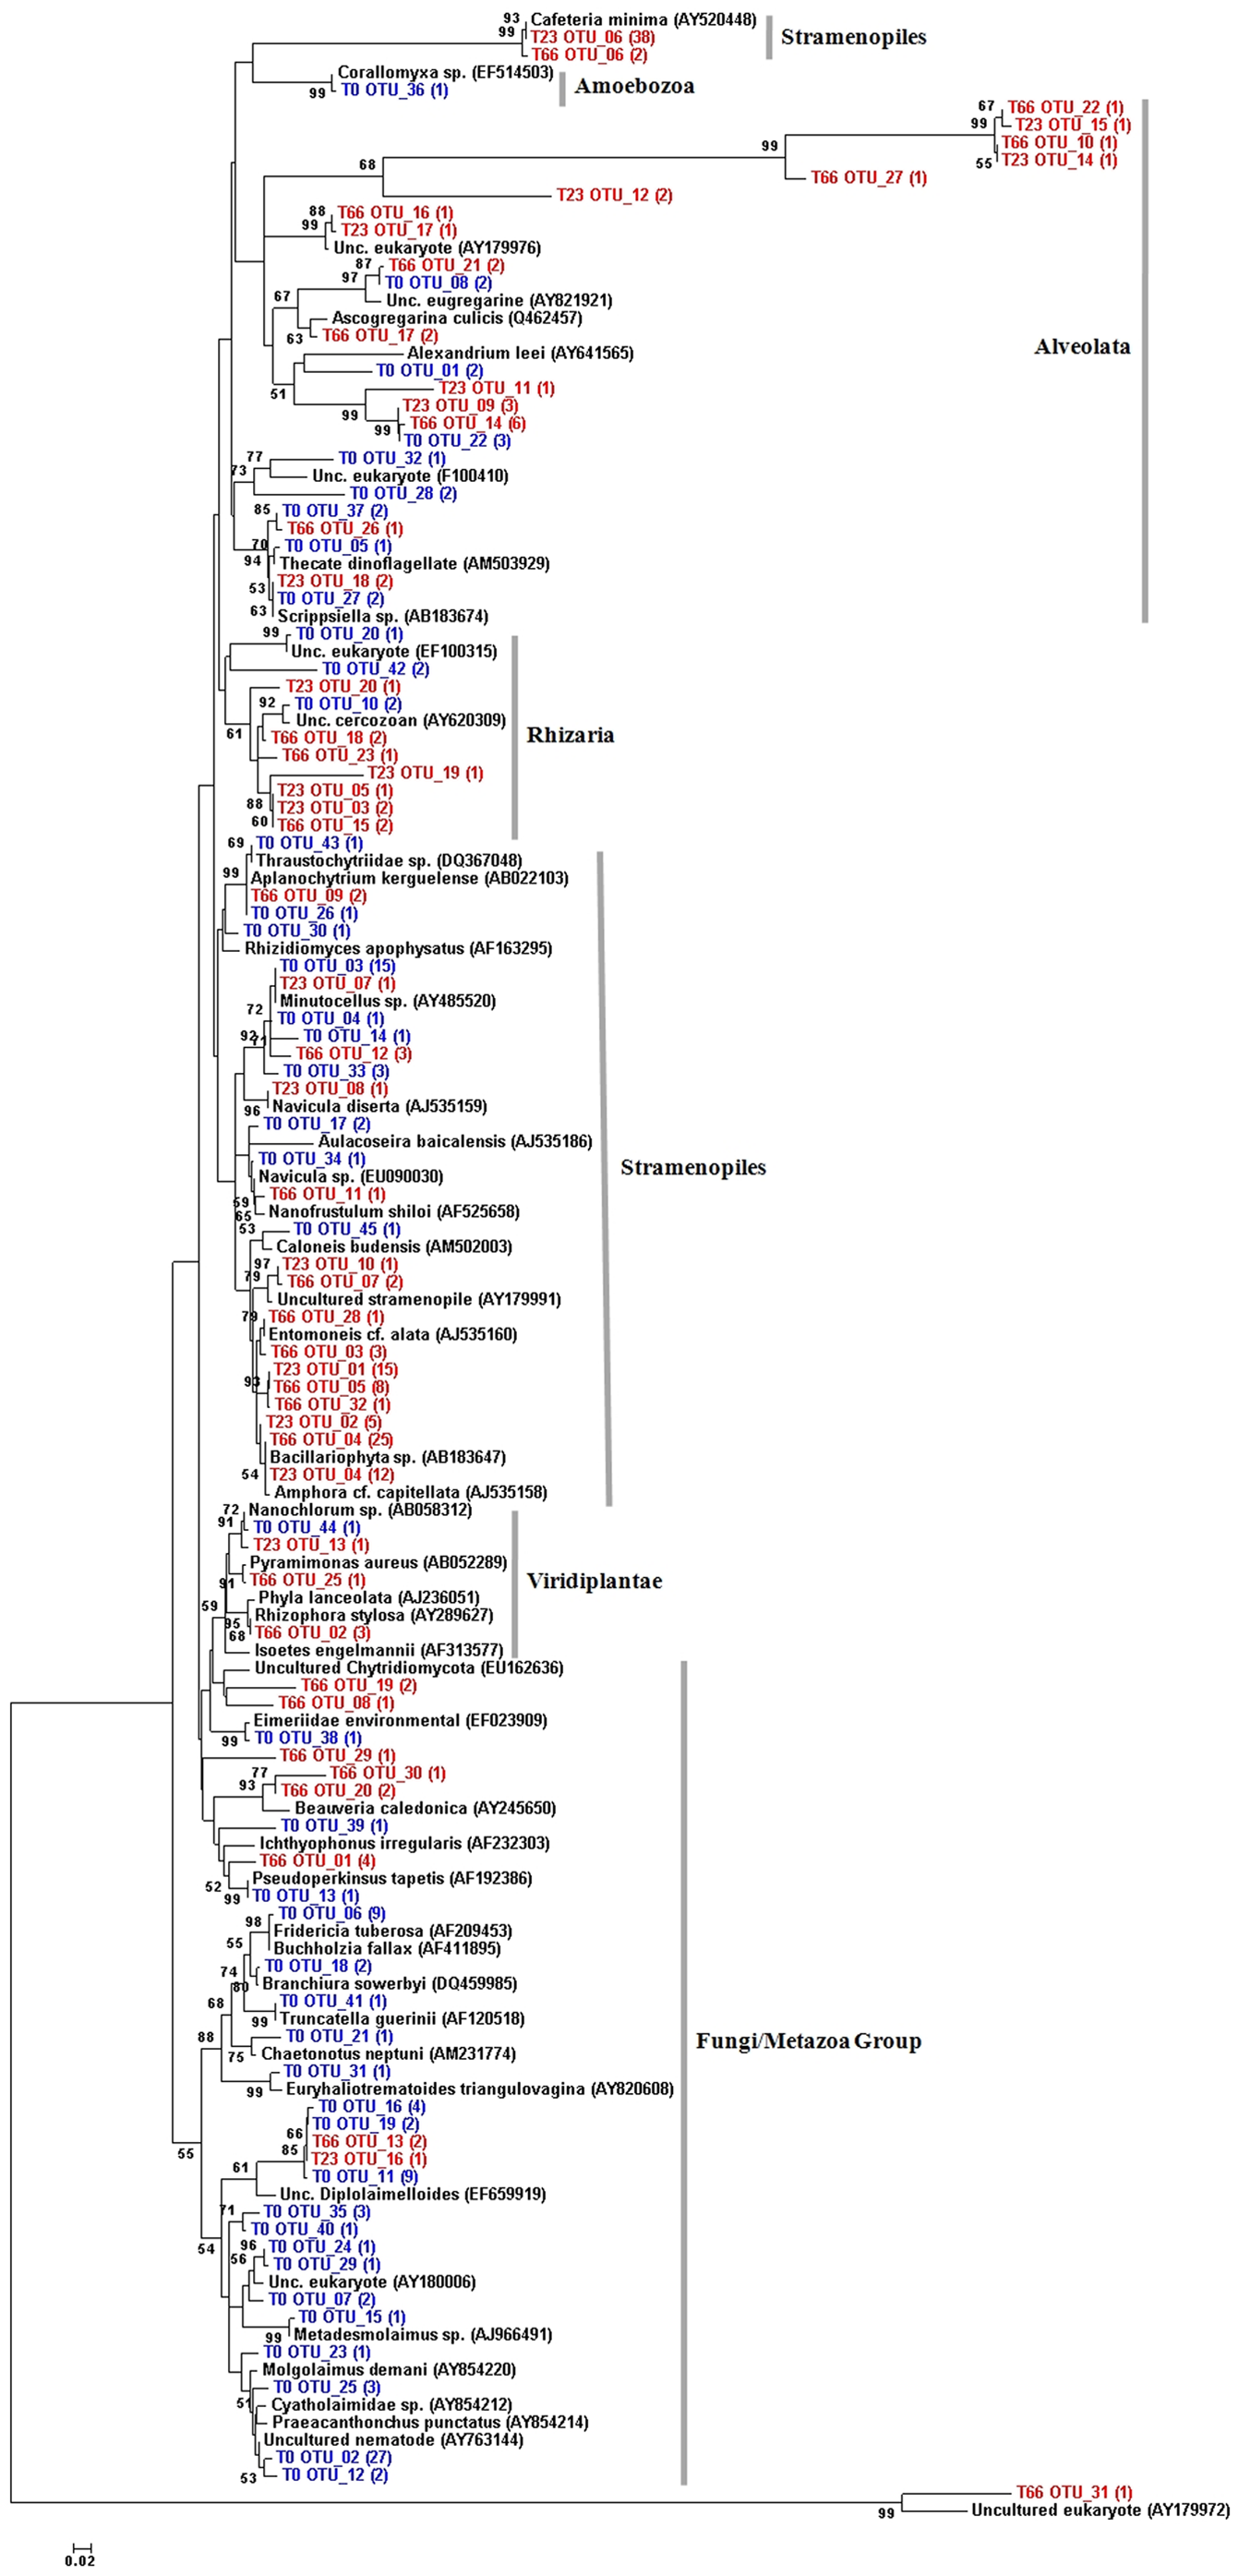 93
Cafeteria minima (AY520448)
99
T23 OTU_06 (38)
Stramenopiles
T66 OTU_06 (2)
Corallomyxa sp. (EF514503)
99
T0 OTU_36 (1)
Amoebozoa
67
T66 OTU_22 (1)
99
T23 OTU_15 (1)
T66 OTU_10 (1)
55
T23 OTU_14 (1)
99
68
T66 OTU_27 (1)
T23 OTU_12 (2)
88
T66 OTU_16 (1)
99
T23 OTU_17 (1)
Unc. eukaryote (AY179976)
87
T66 OTU_21 (2)
97
T0 OTU_08 (2)
67
Unc. eugregarine (AY821921)
Ascogregarina culicis (Q462457)
63
T66 OTU_17 (2)
Alveolata
Alexandrium leei (AY641565)
T0 OTU_01 (2)
51
T23 OTU_11 (1)
99
T23 OTU_09 (3)
99
T66 OTU_14 (6)
T0 OTU_22 (3)
77
T0 OTU_32 (1)
73
Unc. eukaryote (F100410)
T0 OTU_28 (2)
85
T0 OTU_37 (2)
T66 OTU_26 (1)
70
T0 OTU_05 (1)
94
Thecate dinoflagellate (AM503929)
53
T23 OTU_18 (2)
T0 OTU_27 (2)
63
Scrippsiella sp. (AB183674)
99
T0 OTU_20 (1)
Unc. eukaryote (EF100315)
T0 OTU_42 (2)
T23 OTU_20 (1)
92
T0 OTU_10 (2)
Unc. cercozoan (AY620309)
61
T66 OTU_18 (2)
Rhizaria
T66 OTU_23 (1)
T23 OTU_19 (1)
T23 OTU_05 (1)
88
T23 OTU_03 (2)
60
T66 OTU_15 (2)
69
T0 OTU_43 (1)
Thraustochytriidae sp. (DQ367048)
99
Aplanochytrium kerguelense (AB022103)
T66 OTU_09 (2)
T0 OTU_26 (1)
T0 OTU_30 (1)
Rhizidiomyces apophysatus (AF163295)
T0 OTU_03 (15)
T23 OTU_07 (1)
Minutocellus sp. (AY485520)
72
T0 OTU_04 (1)
92
71
T0 OTU_14 (1)
T66 OTU_12 (3)
T0 OTU_33 (3)
T23 OTU_08 (1)
96
Navicula diserta (AJ535159)
T0 OTU_17 (2)
Aulacoseira baicalensis (AJ535186)
T0 OTU_34 (1)
Stramenopiles
Navicula sp. (EU090030)
T66 OTU_11 (1)
59
65
Nanofrustulum shiloi (AF525658)
53
T0 OTU_45 (1)
Caloneis budensis (AM502003)
97
T23 OTU_10 (1)
79
T66 OTU_07 (2)
Uncultured stramenopile (AY179991)
79
T66 OTU_28 (1)
Entomoneis cf. alata (AJ535160)
T66 OTU_03 (3)
T23 OTU_01 (15)
93
T66 OTU_05 (8)
T66 OTU_32 (1)
T23 OTU_02 (5)
T66 OTU_04 (25)
Bacillariophyta sp. (AB183647)
54
T23 OTU_04 (12)
Amphora cf. capitellata (AJ535158)
72
Nanochlorum sp. (AB058312)
91
T0 OTU_44 (1)
T23 OTU_13 (1)
Pyramimonas aureus (AB052289)
91
T66 OTU_25 (1)
Viridiplantae
59
Phyla lanceolata (AJ236051)
95
Rhizophora stylosa (AY289627)
68
T66 OTU_02 (3)
Isoetes engelmannii (AF313577)
Uncultured Chytridiomycota (EU162636)
T66 OTU_19 (2)
T66 OTU_08 (1)
Eimeriidae environmental (EF023909)
99
T0 OTU_38 (1)
T66 OTU_29 (1)
77
T66 OTU_30 (1)
93
T66 OTU_20 (2)
Beauveria caledonica (AY245650)
T0 OTU_39 (1)
Ichthyophonus irregularis (AF232303)
T66 OTU_01 (4)
52
Pseudoperkinsus tapetis (AF192386)
99
T0 OTU_13 (1)
T0 OTU_06 (9)
98
Fridericia tuberosa (AF209453)
55
Buchholzia fallax (AF411895)
74
T0 OTU_18 (2)
80
Branchiura sowerbyi (DQ459985)
68
T0 OTU_41 (1)
99
Truncatella guerinii (AF120518)
88
T0 OTU_21 (1)
Fungi/Metazoa Group
75
Chaetonotus neptuni (AM231774)
T0 OTU_31 (1)
99
Euryhaliotrematoides triangulovagina (AY820608)
T0 OTU_16 (4)
T0 OTU_19 (2)
66
T66 OTU_13 (2)
85
55
T23 OTU_16 (1)
61
T0 OTU_11 (9)
Unc. Diplolaimelloides (EF659919)
71
T0 OTU_35 (3)
T0 OTU_40 (1)
54
96
T0 OTU_24 (1)
56
T0 OTU_29 (1)
Unc. eukaryote (AY180006)
T0 OTU_07 (2)
T0 OTU_15 (1)
99
Metadesmolaimus sp. (AJ966491)
T0 OTU_23 (1)
Molgolaimus demani (AY854220)
T0 OTU_25 (3)
51
Cyatholaimidae sp. (AY854212)
Praeacanthonchus punctatus (AY854214)
Uncultured nematode (AY763144)
T0 OTU_02 (27)
53
T0 OTU_12 (2)
T66 OTU_31 (1)
99
Uncultured eukaryote (AY179972)
0.02